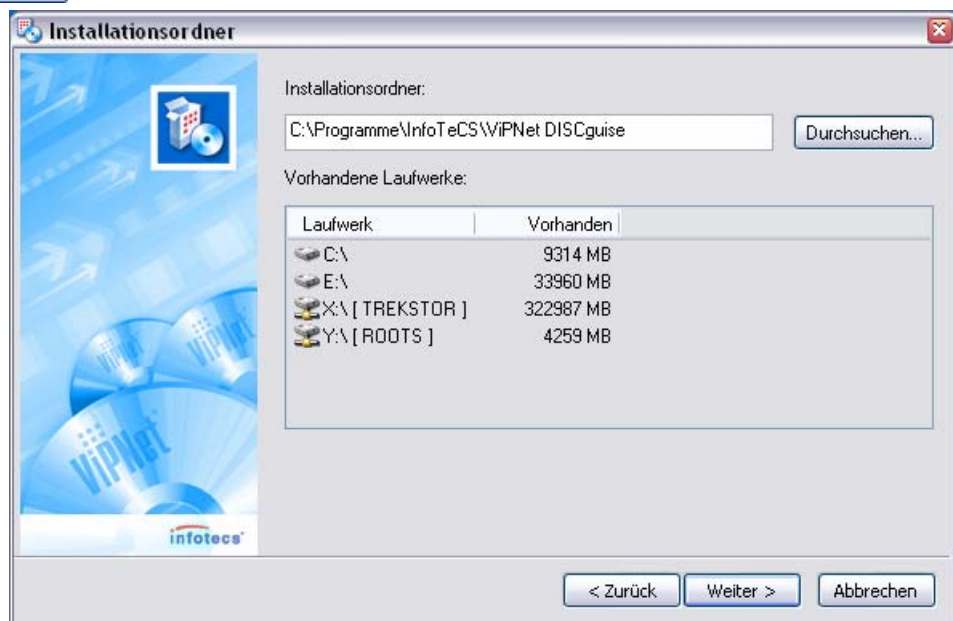 Installationsordner
Installationsordner:
C:\Programme\InfoTeCS\ViPNet DISCguise
Durchsuchen...
Vorhandene Laufwerke:
Laufwerk Vorhanden
C:\ 9314 MB
E:\ 33960 MB
X:\ [ TREKSTOR ] 322987 MB
Y:\ [ ROOTS ] 4259 MB
ViPNet
ViPNet
ViPNet
infotecs
< Zurück Weiter > Abbrechen